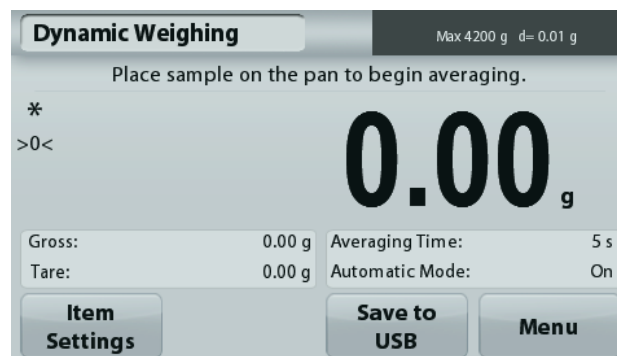 Dynamic Weighing
Max 4200 g d= 0.01 g
Place sample on the pan to begin averaging.
*
>0<
0.00 g
Gross: 0.00 g
Tare: 0.00 g
Averaging Time: 5 s
Automatic Mode: On
Item
Settings
Save to
USB
Menu